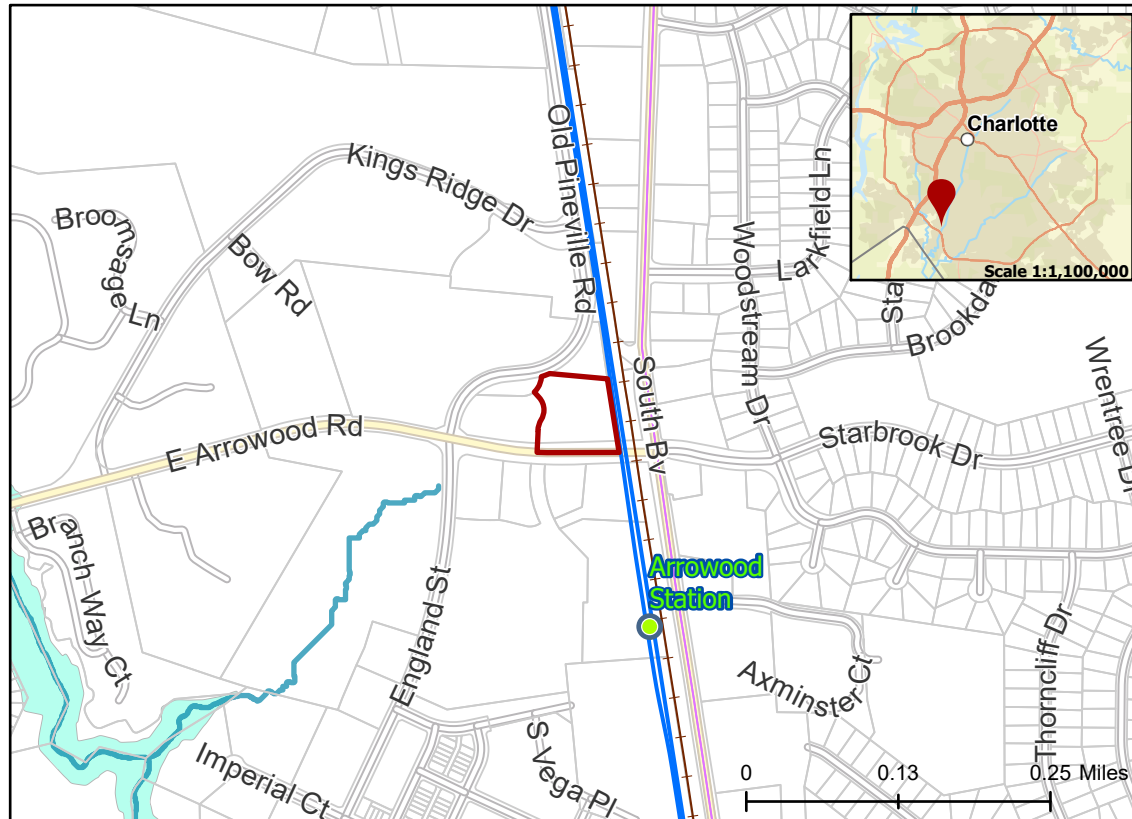 Charlotte
Scale 1:1,100,000
Old Pineville Rd
Kings Ridge Dr
Larkfield Ln
Broomsage Ln
Bow Rd
Woodstream Dr
Sta
Brookda
Wrentree Dr
South Bv
E Arrowood Rd
Starbrook Dr
Branch Way Ct
Arrowood
Station
England St
Axminster Ct
Thorncliff Dr
S Vega Pl
Imperial Ct
0 0.13 0.25 Miles